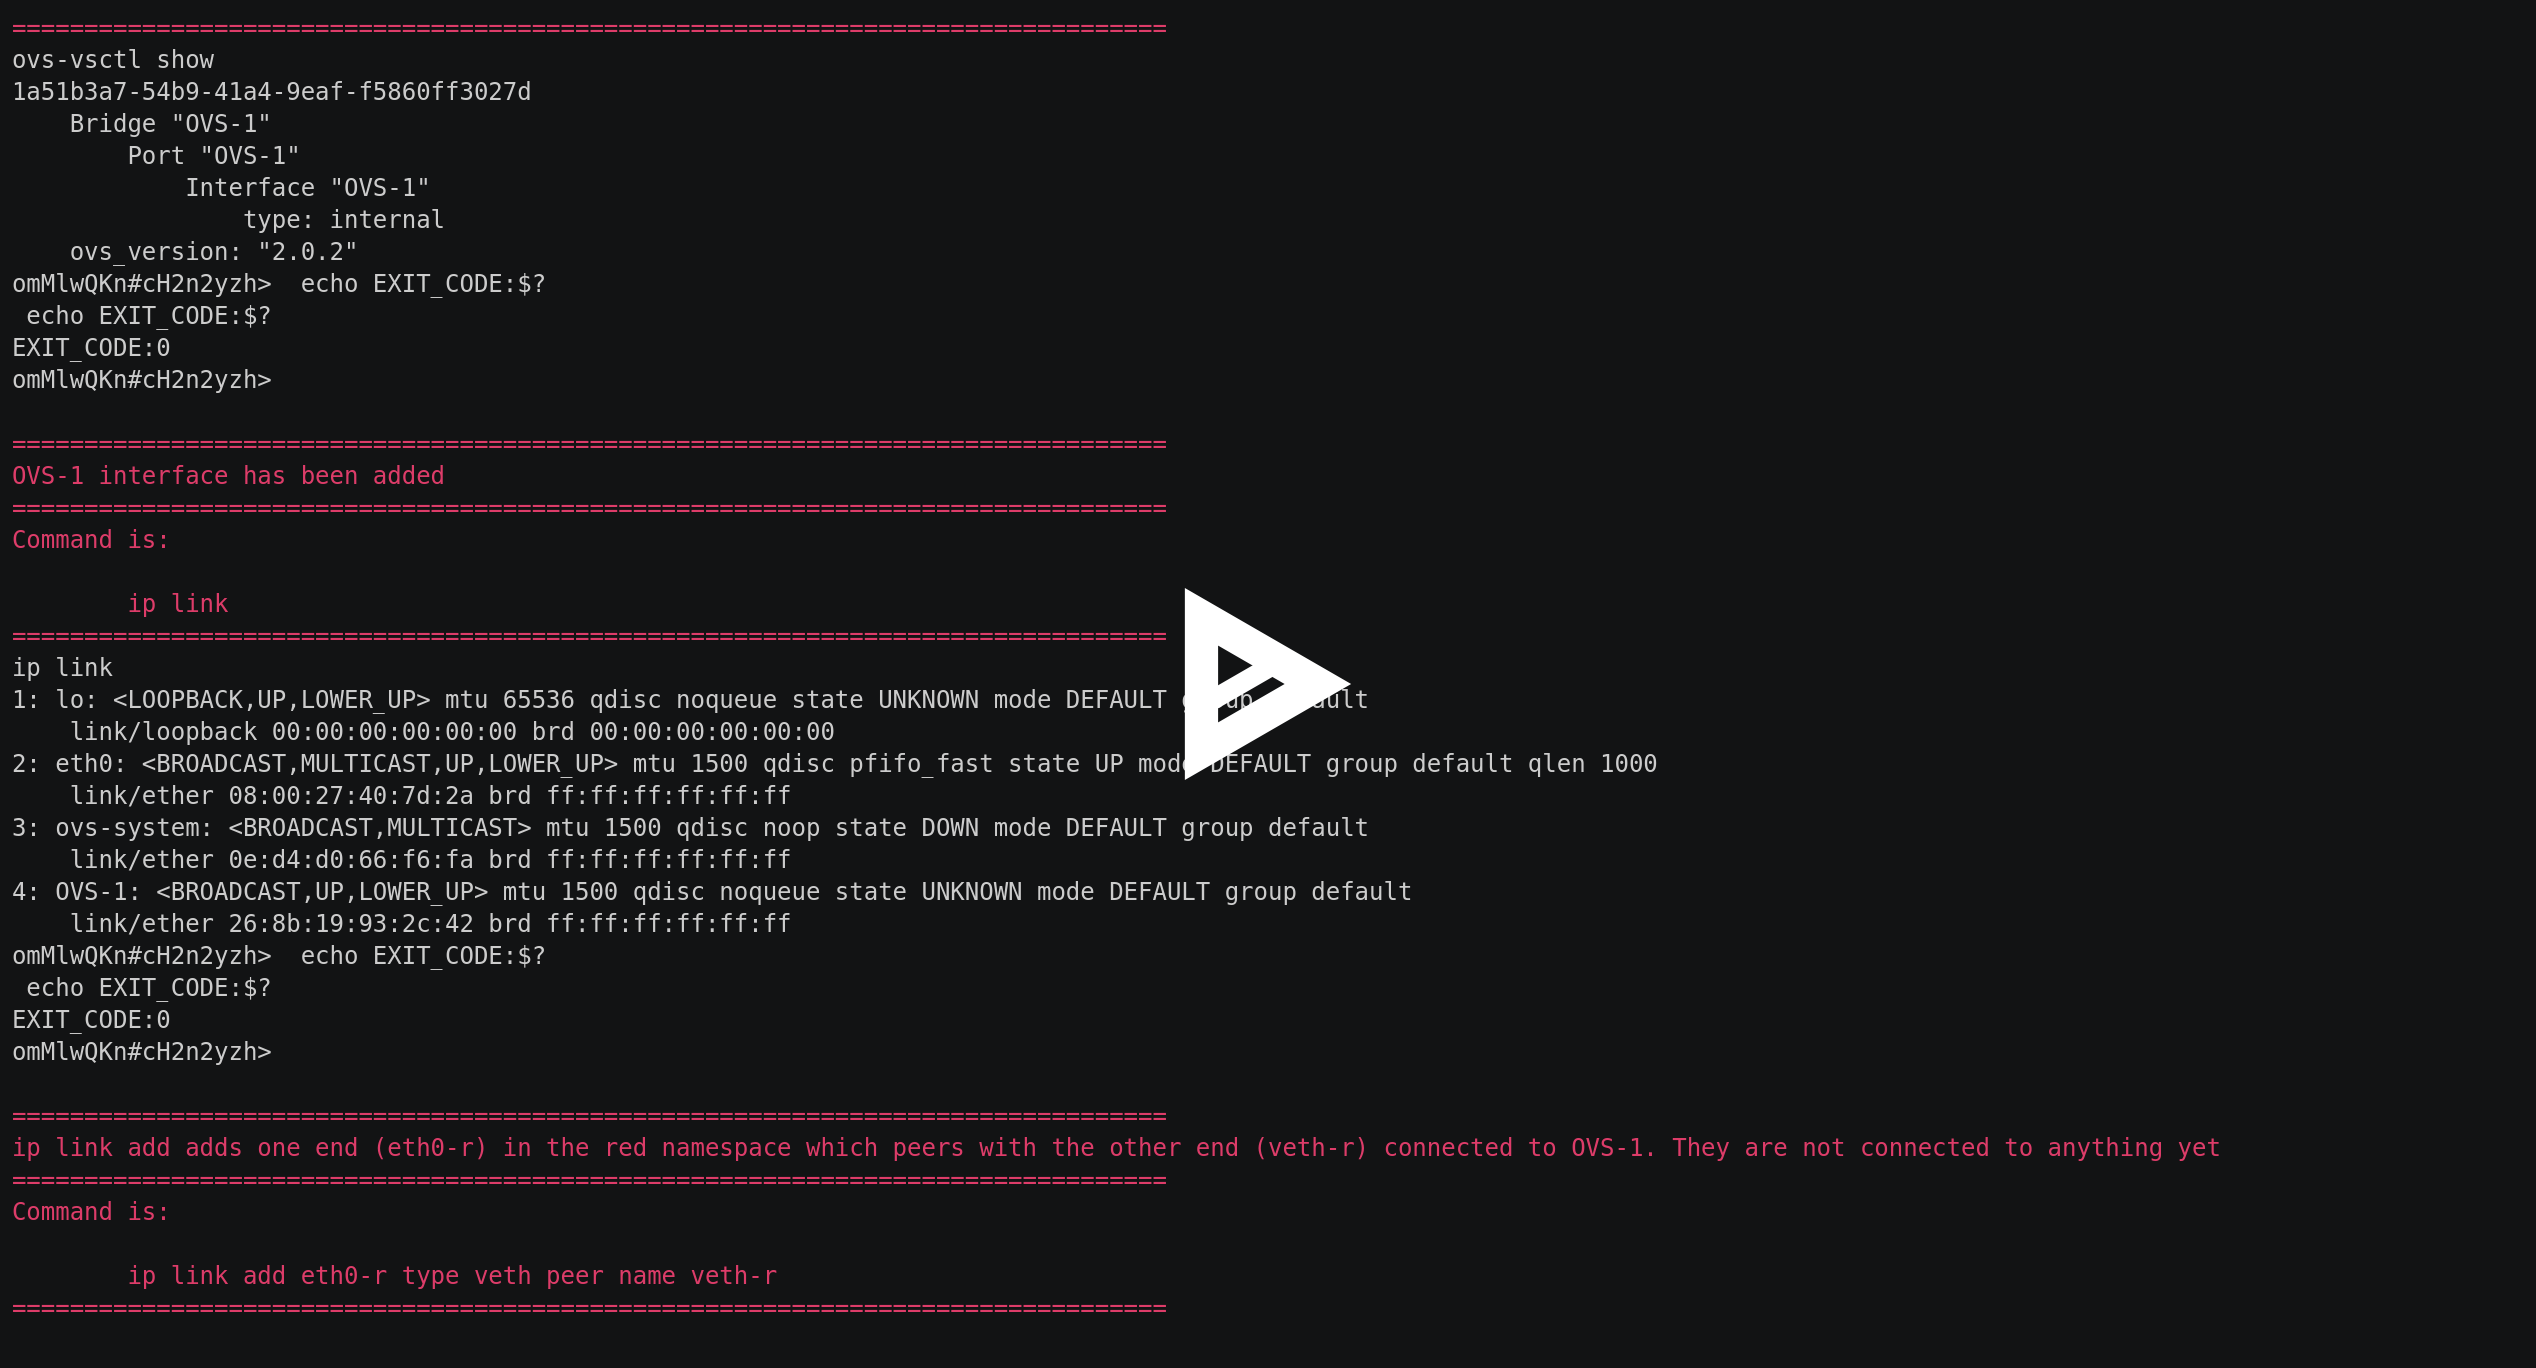 ================================================================================
ovs-vsctl show
1a51b3a7-54b9-41a4-9eaf-f5860ff3027d
    Bridge "OVS-1"
        Port "OVS-1"
            Interface "OVS-1"
                type: internal
    ovs_version: "2.0.2"
omMlwQKn#cH2n2yzh>  echo EXIT_CODE:$?
 echo EXIT_CODE:$?
EXIT_CODE:0
omMlwQKn#cH2n2yzh>
================================================================================
OVS-1 interface has been added
================================================================================
Command is:
        ip link
================================================================================
ip link
1: lo: <LOOPBACK,UP,LOWER_UP> mtu 65536 qdisc noqueue state UNKNOWN mode DEFAULT
    link/loopback 00:00:00:00:00:00 brd 00:00:00:00:00:00
2: eth0: <BROADCAST,MULTICAST,UP,LOWER_UP> mtu 1500 qdisc pfifo_fast state UP mode DEFAULT group default qlen 1000
    link/ether 08:00:27:40:7d:2a brd ff:ff:ff:ff:ff:ff
3: ovs-system: <BROADCAST,MULTICAST> mtu 1500 qdisc noop state DOWN mode DEFAULT group default
    link/ether 0e:d4:d0:66:f6:fa brd ff:ff:ff:ff:ff:ff
4: OVS-1: <BROADCAST,UP,LOWER_UP> mtu 1500 qdisc noqueue state UNKNOWN mode DEFAULT group default
    link/ether 26:8b:19:93:2c:42 brd ff:ff:ff:ff:ff:ff
omMlwQKn#cH2n2yzh>  echo EXIT_CODE:$?
 echo EXIT_CODE:$?
EXIT_CODE:0
omMlwQKn#cH2n2yzh>
================================================================================
ip link add adds one end (eth0-r) in the red namespace which peers with the other end (veth-r) connected to OVS-1. They are not connected to anything yet
================================================================================
Command is:
        ip link add eth0-r type veth peer name veth-r
================================================================================